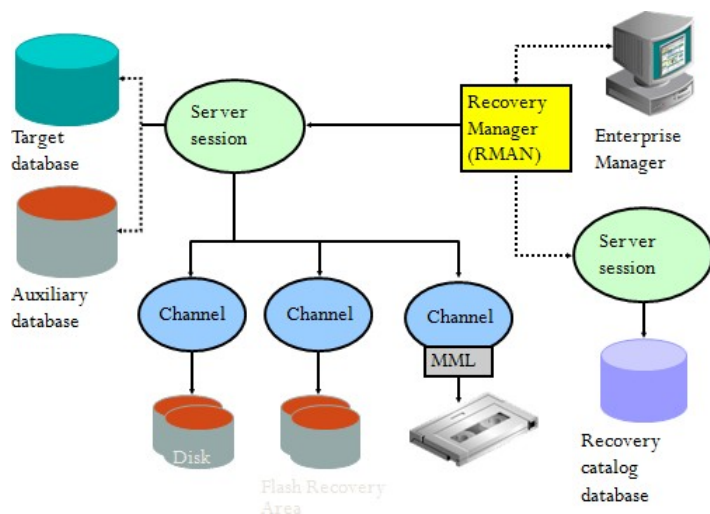 Target
database
Server
session
Recovery
Manager
(RMAN)
Enterprise
Manager
Auxiliary
database
Server
session
Channel
Channel
Channel
MML
Disk
Flash Recovery
Area
Recovery
catalog
database